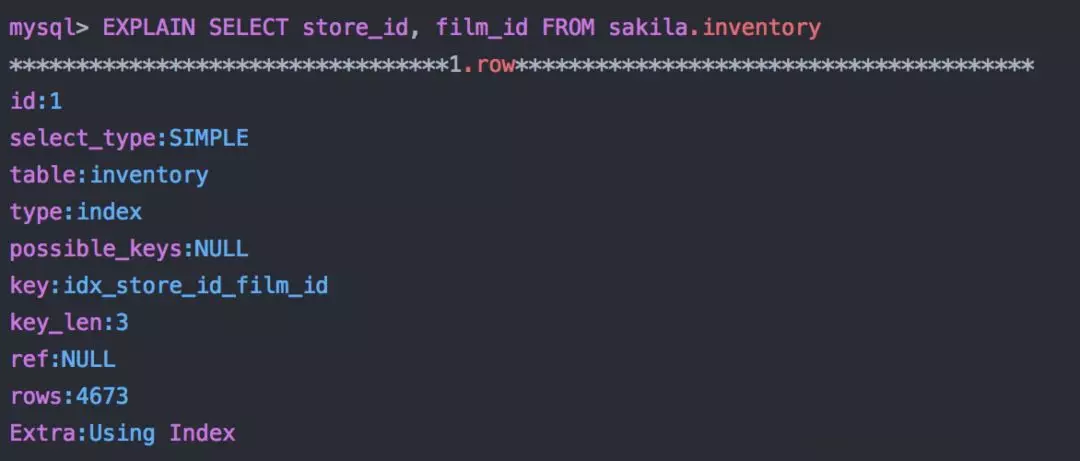 mysql> EXPLAIN SELECT store_id, film_id FROM sakila.inventory
*********************************1.row***************************************
id:1
select_type:SIMPLE
table:inventory
type:index
possible_keys:NULL
key:idx_store_id_film_id
key_len:3
ref:NULL
rows:4673
Extra:Using Index